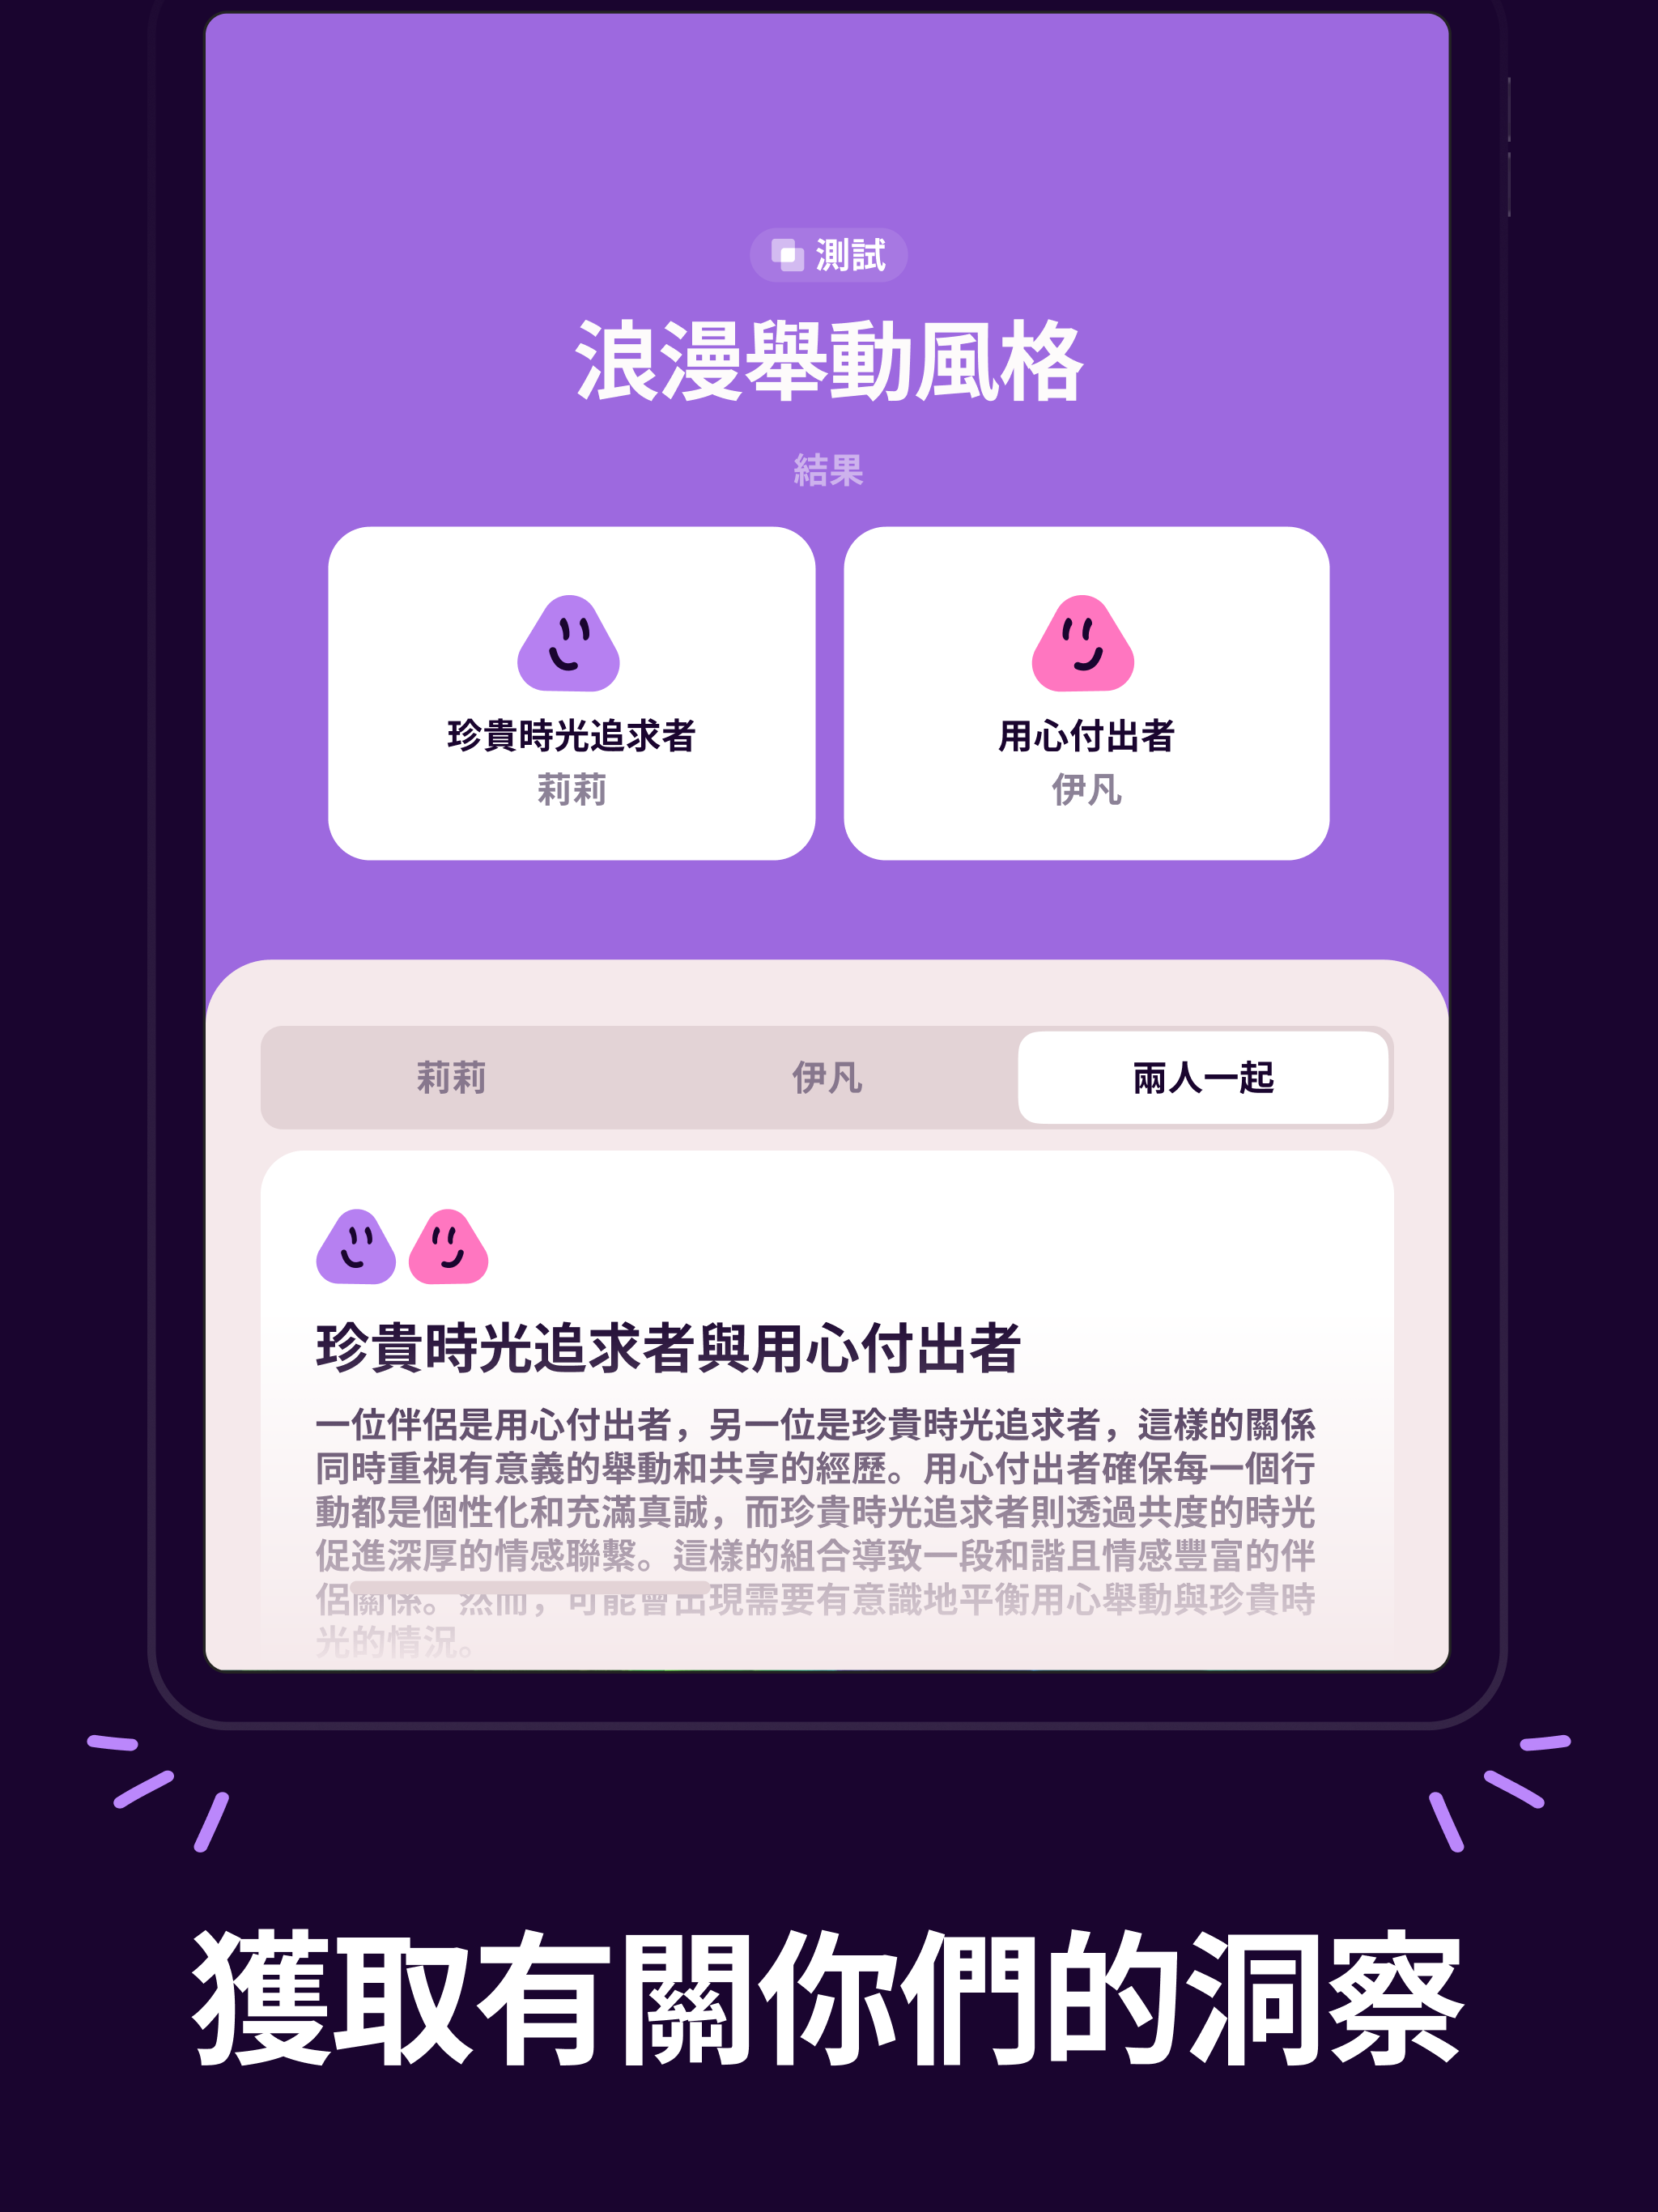 測試
浪漫舉動風格
結果
珍貴時光追求者
莉莉
用心付出者
伊凡
莉莉
伊凡
兩人一起
珍貴時光追求者與用心付出者
一位伴侶是用心付出者，另一位是珍貴時光追求者，這樣的關係
同時重視有意義的舉動和共享的經歷。用心付出者確保每一個行
動都是個性化和充滿真誠，而珍貴時光追求者則透過共度的時光
促進深厚的情感聯繫。這樣的組合導致一段和諧且情感豐富的伴
侶關係。然而，可能會出現需要有意識地平衡用心舉動與珍貴時
光的情況。
獲取有關你們的洞察